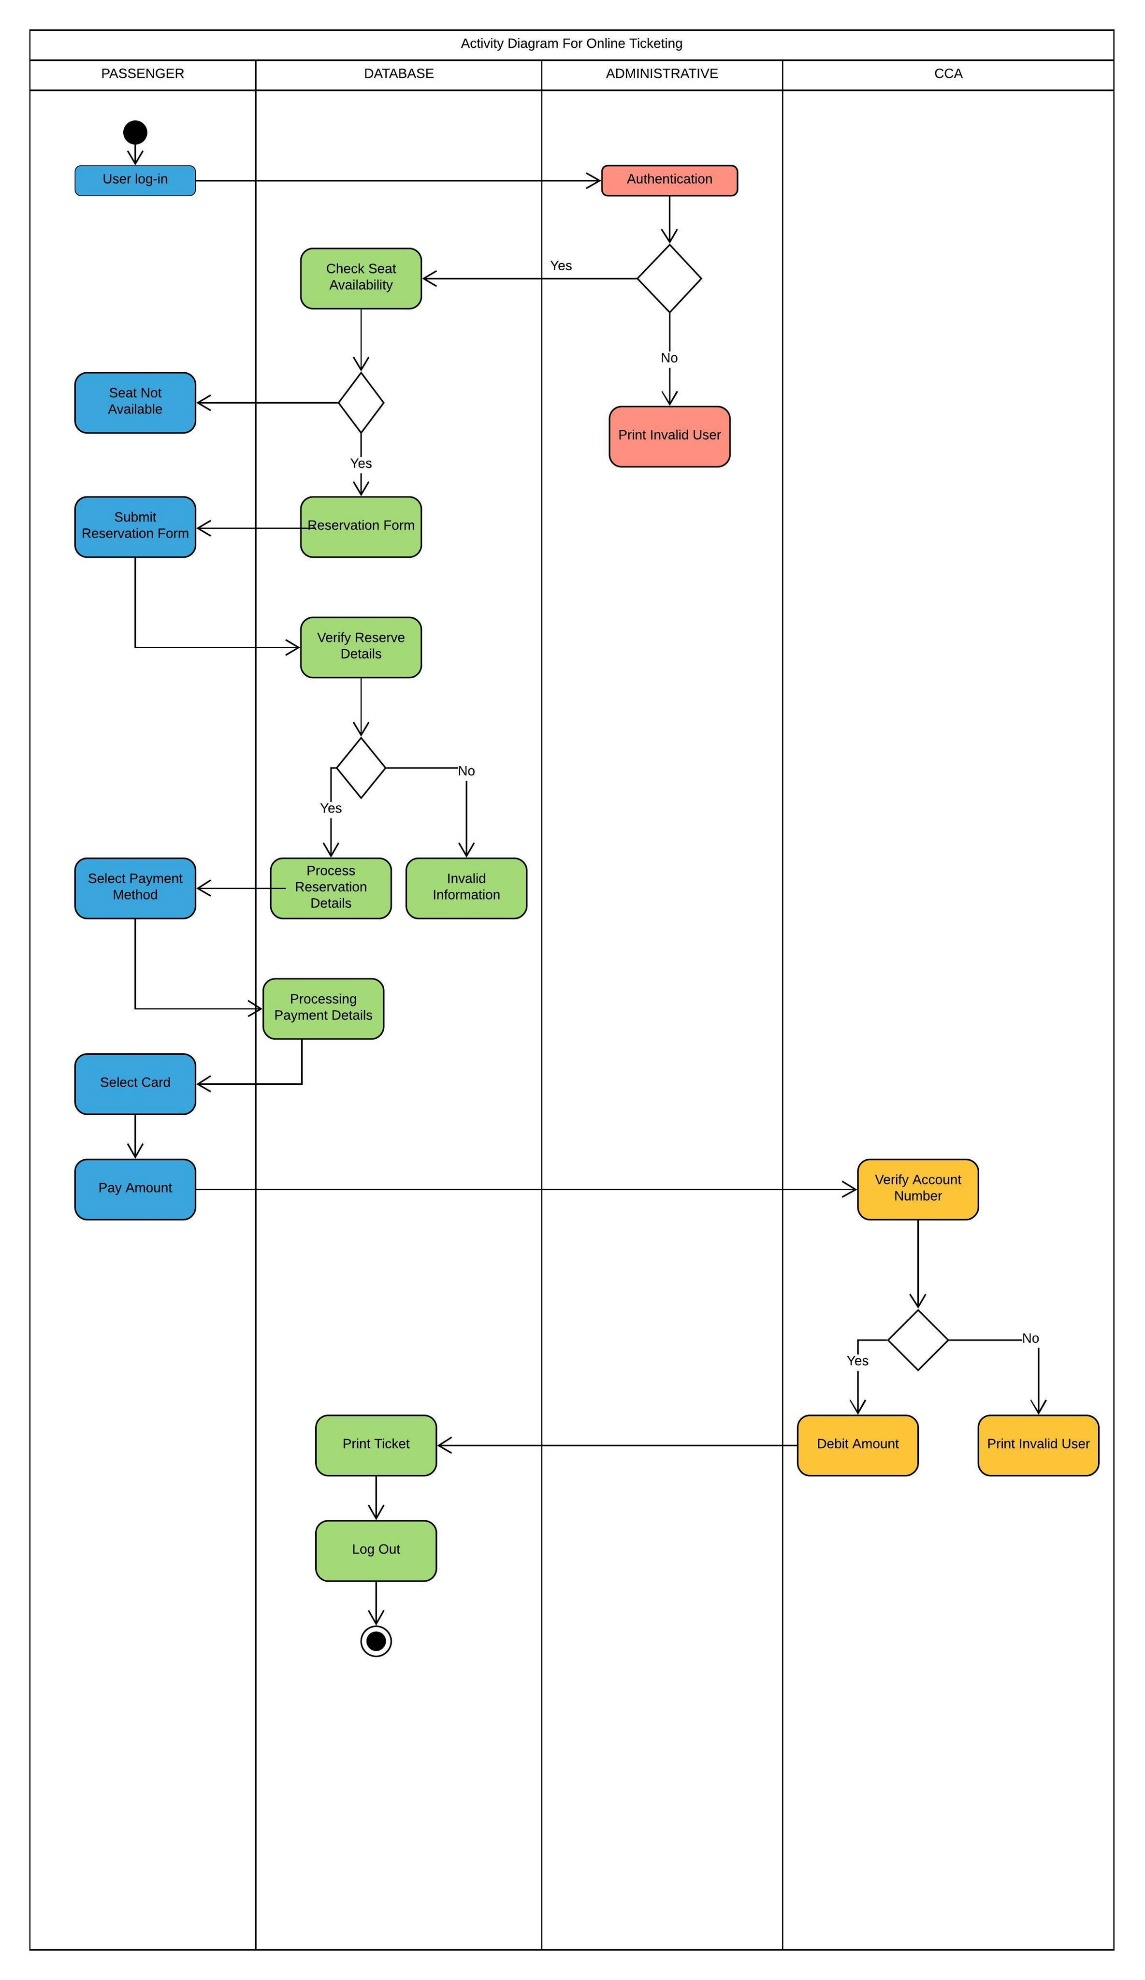 Activity Diagram For Online Ticketing
PASSENGER
DATABASE
ADMINISTRATIVE
CCA
User log-in
Authentication
Check Seat
Availability
Yes
No
Seat Not
Available
Print Invalid User
Yes
Submit
Reservation Form
Reservation Form
Verify Reserve
Details
No
Yes
Select Payment
Method
Process
Reservation
Details
Invalid
Information
Processing
Payment Details
Select Card
Pay Amount
Verify Account
Number
No
Yes
Print Ticket
Debit Amount
Print Invalid User
Log Out